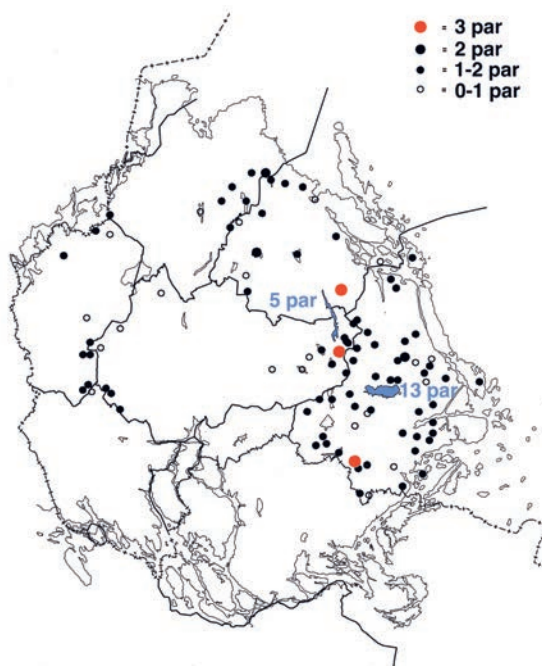 ▫ 3 par
▫ 2 par
▫ 1-2 par
▫ 0-1 par
5 par
13 par